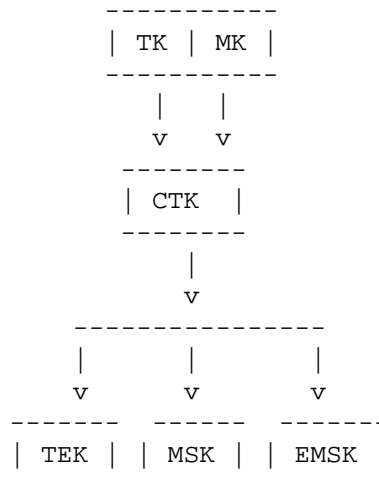 -----------
| TK | MK |
-----------
|   |
v   v
--------
| CTK  |
--------
|
v
----------------
|      |       |
v      v       v
-------  ------  -------
| TEK | | MSK | | EMSK